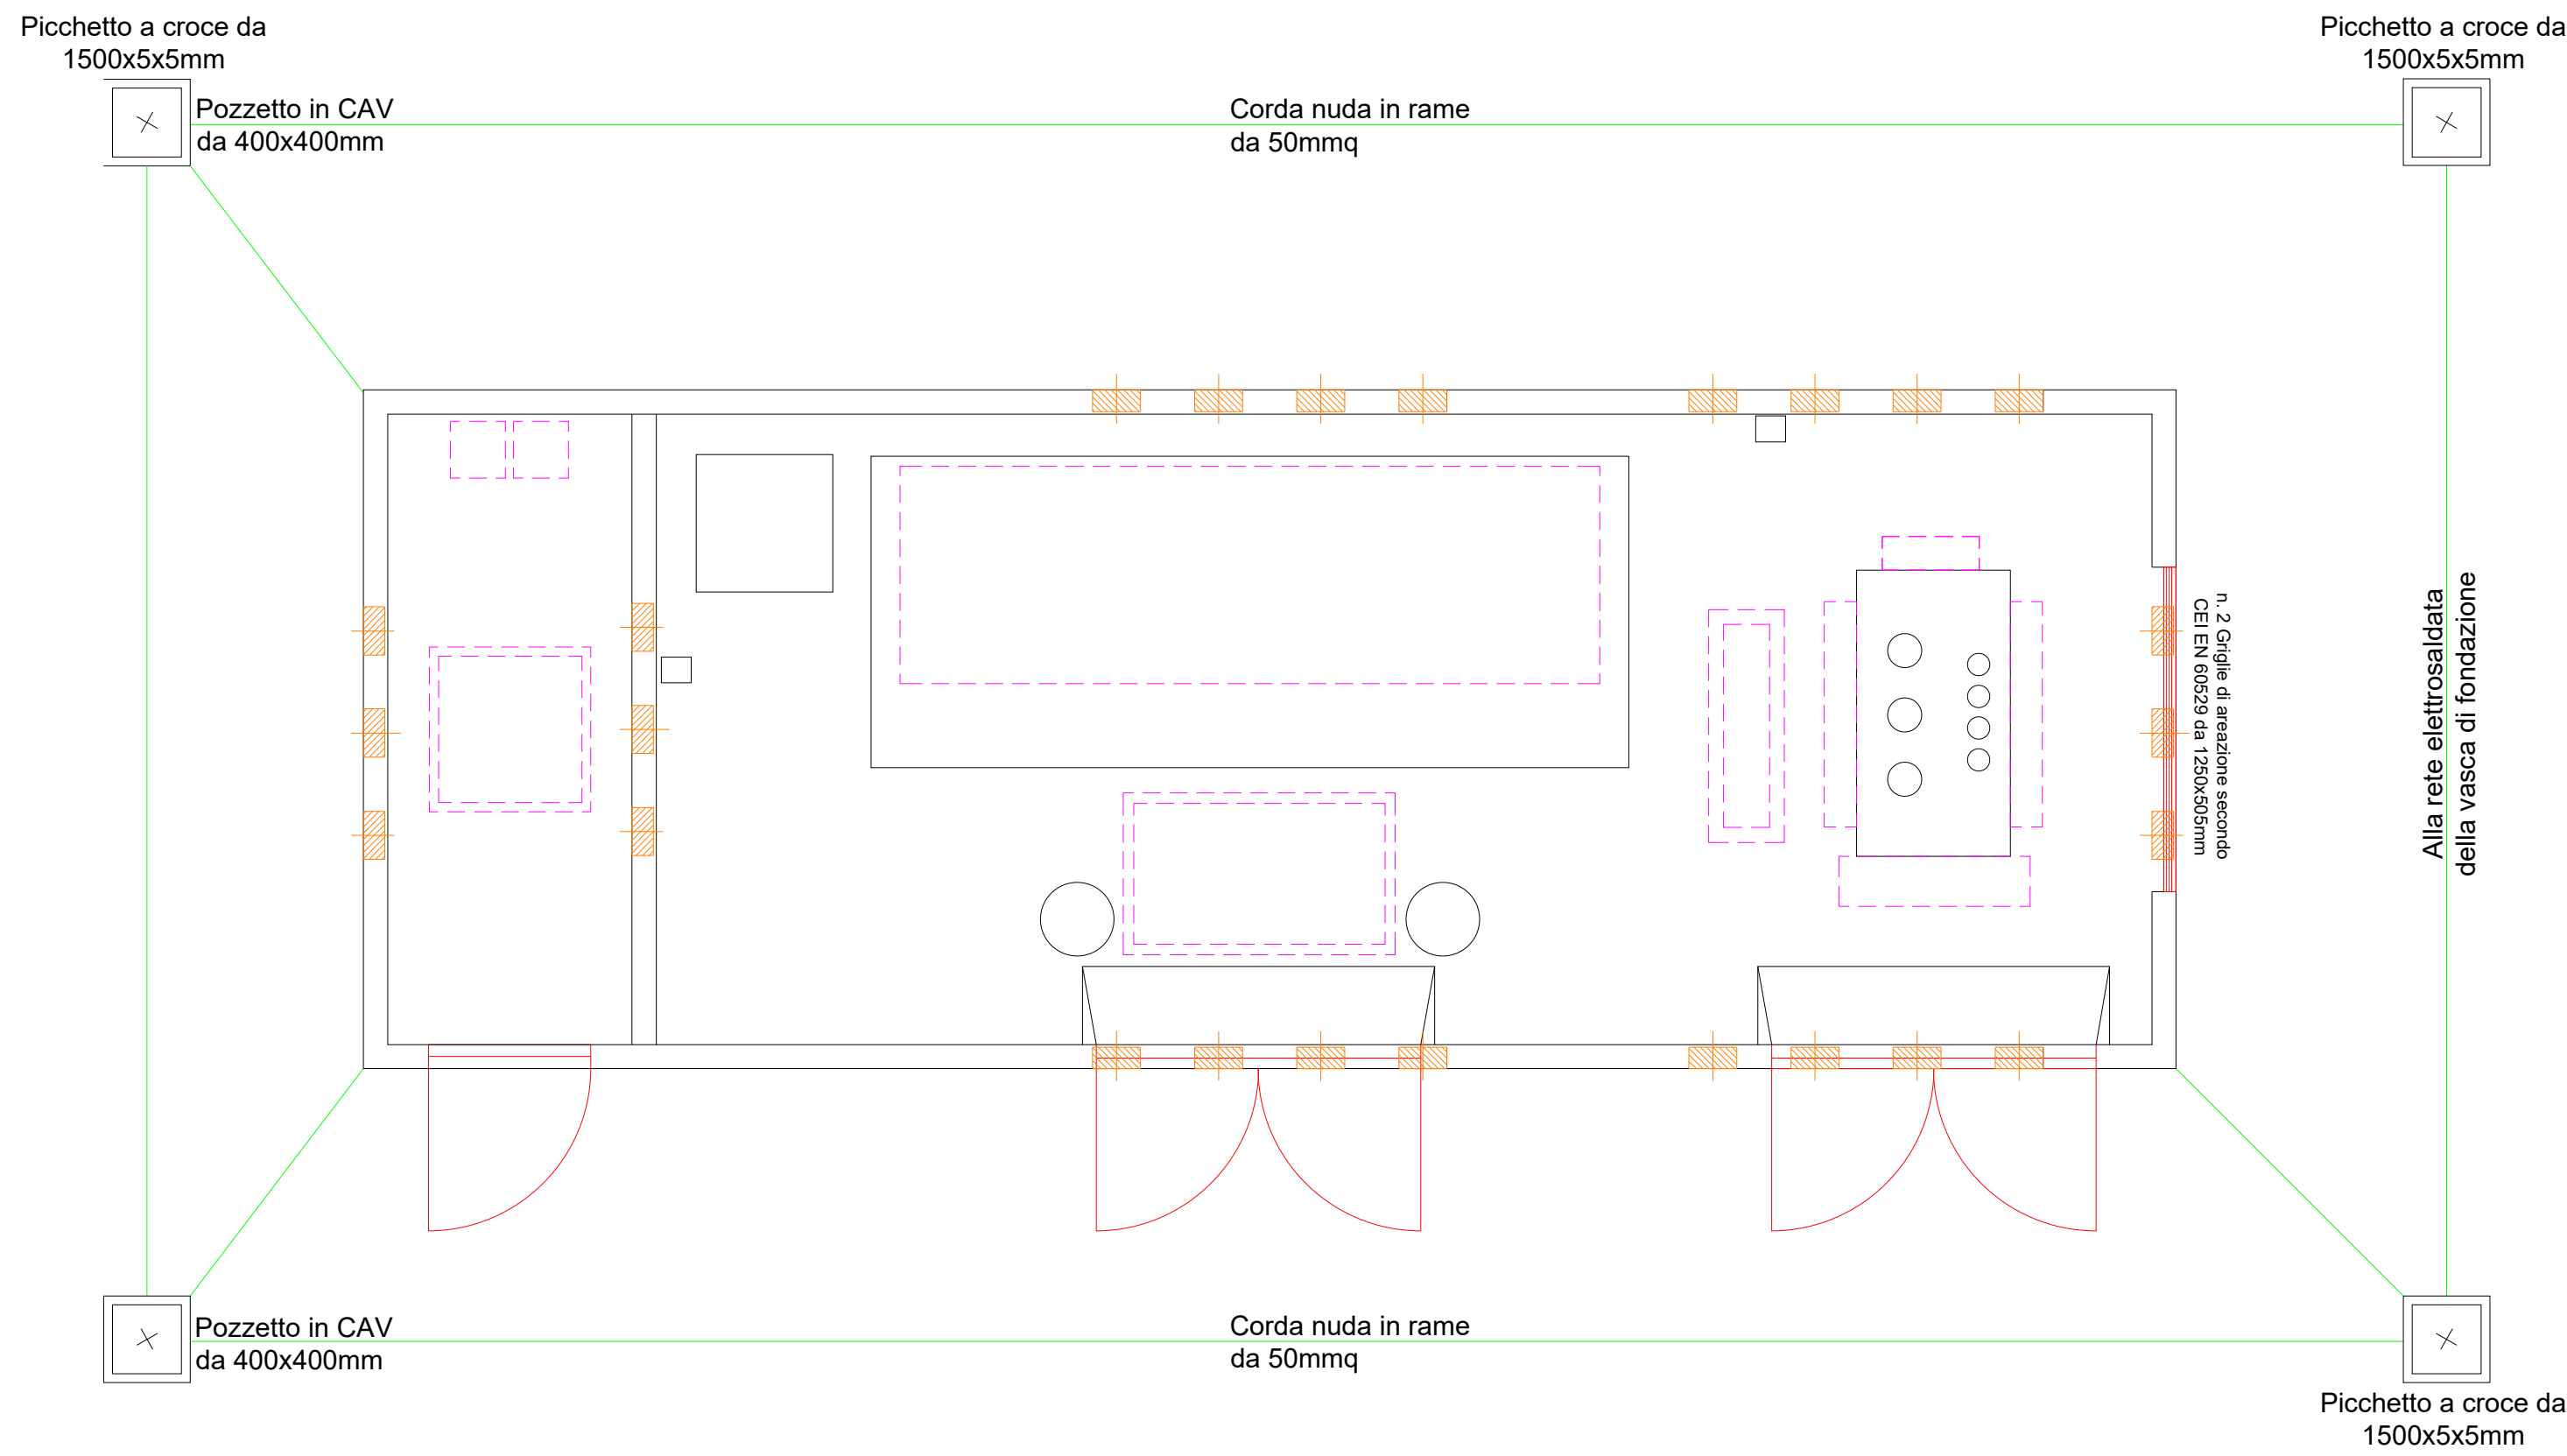 Picchetto a croce da
1500x5x5mm
Picchetto a croce da
1500x5x5mm
Pozzetto in CAV
da 400x400mm
Corda nuda in rame
da 50mmq
n. 2 Griglie di areazione secondo
CEI EN 60529 da 1250x505mm
Alla rete elettrosaldata
della vasca di fondazione
Pozzetto in CAV
da 400x400mm
Corda nuda in rame
da 50mmq
Picchetto a croce da
1500x5x5mm